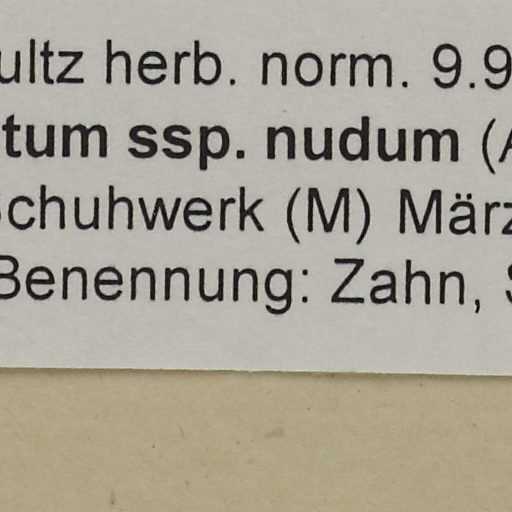 ultz herb. norm. 9.9
tum ssp. nudum (A
Schuhwerk (M) März
Benennung: Zahn, S